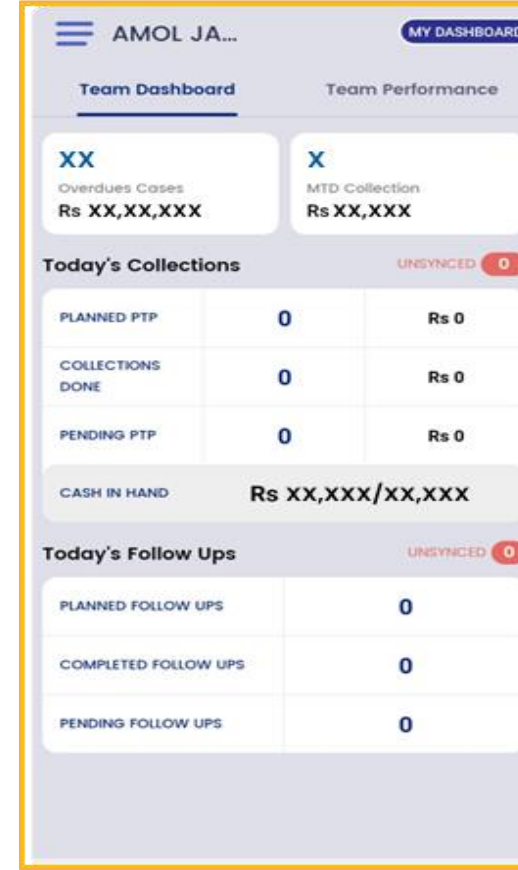 AMOL JA... MY DASHBOARD
Team Dashboard Team Performance
XX X
Overdues Cases MTD Collection
Rs XX,XX,XXX Rs XX,XXX
Today's Collections UNSYNCED 0
PLANNED PTP 0 Rs 0
COLLECTIONS
DONE 0 Rs 0
PENDING PTP 0 Rs 0
CASH IN HAND Rs XX,XXX/XX,XXX
Today's Follow Ups UNSYNCED 0
PLANNED FOLLOW UPS 0
COMPLETED FOLLOW UPS 0
PENDING FOLLOW UPS 0